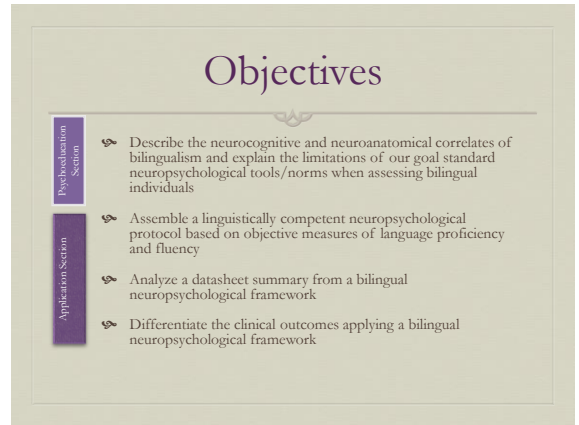 Objectives
Psychoeducation
Section
Describe the neurocognitive and neuroanatomical correlates of
bilingualism and explain the limitations of our goal standard
neuropsychological tools/norms when assessing bilingual
individuals
Application Section
Assemble a linguistically competent neuropsychological
protocol based on objective measures of language proficiency
and fluency
Analyze a datasheet summary from a bilingual
neuropsychological framework
Differentiate the clinical outcomes applying a bilingual
neuropsychological framework